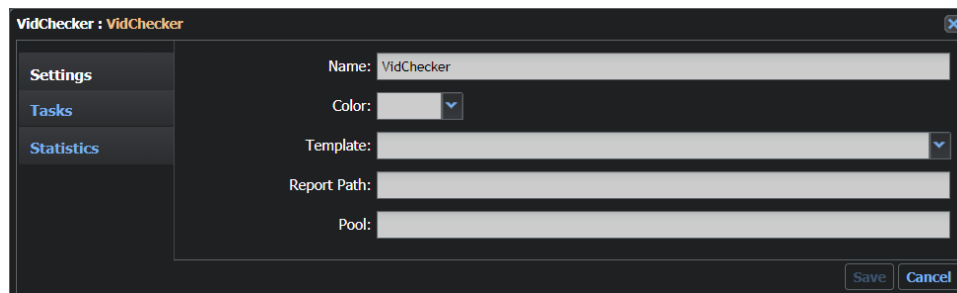 VidChecker : VidChecker
Settings
Tasks
Statistics
Name: VidChecker
Color:
Template:
Report Path:
Pool:
Save Cancel